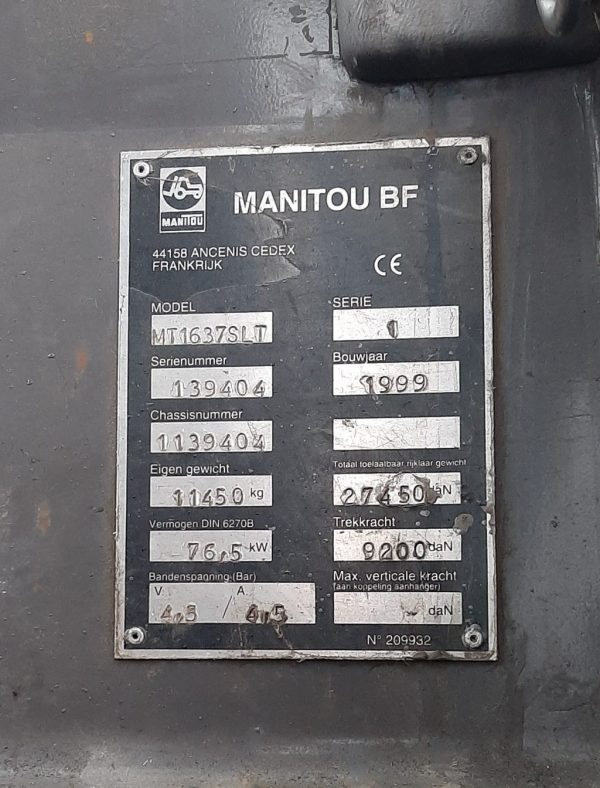 MANITOU
MANITOU BF
44158 ANCENIS CEDEX
FRANKRIJK
CE
MODEL
MT1637SLT
SERIE
1
Serienummer
139404
Bouwjaar
1999
Chassisnummer
1139404
Eigen gewicht
11450 kg
Totaal toelaatbaar rijklaar gewicht
27450 daN
Vermogen DIN 6270B
76,5 kW
Trekkracht
9200 daN
Bandenspanning (Bar)
V A
4,5 / 4,5
Max. verticale kracht
(aan koppeling aanhanger)
daN
N° 209932